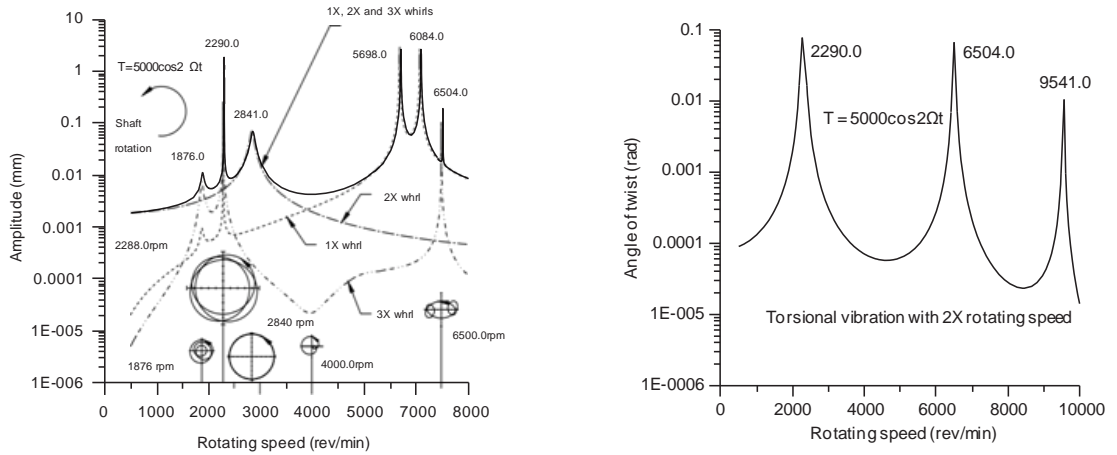 10
1
0.1
0.01
0.001
0.0001
1E-005
1E-006
Amplitude (mm)
0
1000
2000
3000
4000
5000
6000
7000
8000
Rotating speed (rev/min)
1X, 2X and 3X whirls
2290.0
T=5000cos2 Ωt
Shaft
rotation
1876.0
2841.0
5698.0
6084.0
6504.0
2X whrl
1X whrl
3X whrl
2288.0rpm
2840 rpm
1876 rpm
4000.0rpm
6500.0rpm
0.1
0.01
0.001
0.0001
1E-005
1E-0006
Angle of twist (rad)
0
2000
4000
6000
8000
10000
Rotating speed (rev/min)
2290.0
6504.0
9541.0
T = 5000cos2Ωt
Torsional vibration with 2X rotating speed